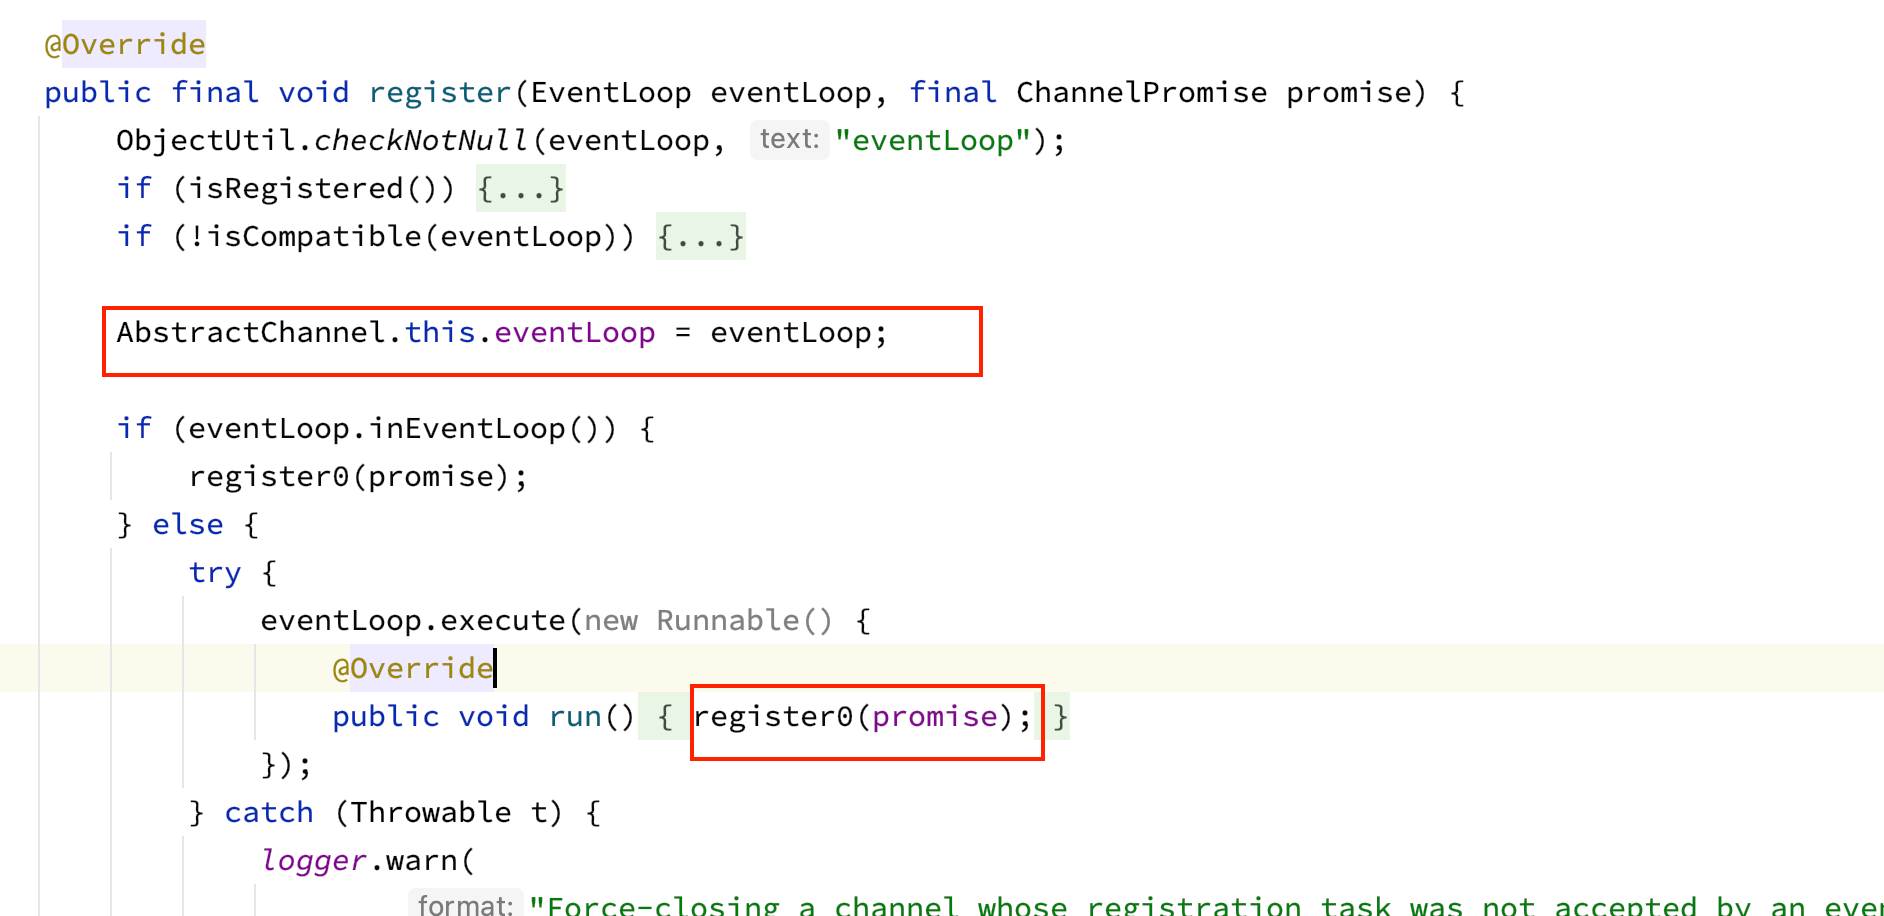 @Override
public final void register(EventLoop eventLoop, final ChannelPromise promise) {
ObjectUtil.checkNotNull(eventLoop, text: "eventLoop");
if (isRegistered()) {...}
if (!isCompatible(eventLoop)) {...}
AbstractChannel.this.eventLoop = eventLoop;
if (eventLoop.inEventLoop()) {
register0(promise);
} else {
try {
eventLoop.execute(new Runnable() {
@Override
public void run() { register0(promise); }
});
} catch (Throwable t) {
logger.warn(
format: "Force-closing a channel whose registration task was not accepted by an eve